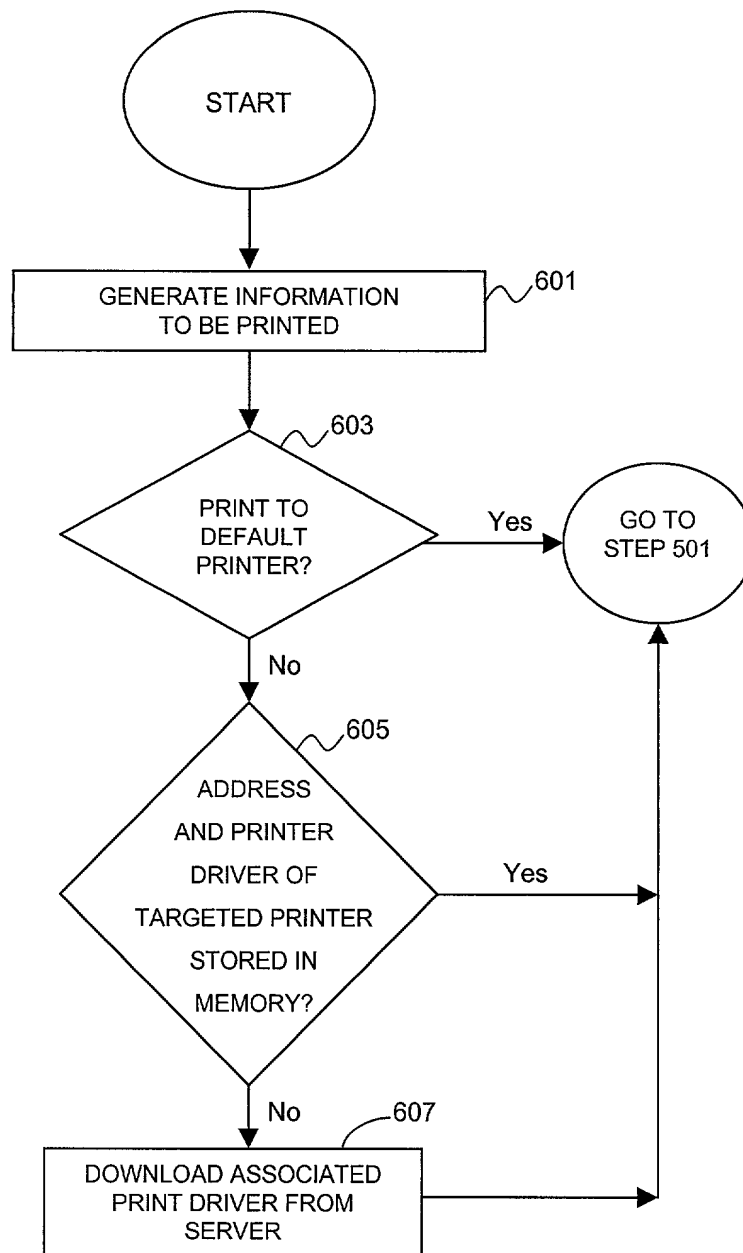 START
GENERATE INFORMATION
TO BE PRINTED
601
603
PRINT TO
DEFAULT
PRINTER?
Yes
GO TO
STEP 501
No
605
ADDRESS
AND PRINTER
DRIVER OF
TARGETED PRINTER
STORED IN
MEMORY?
Yes
No
607
DOWNLOAD ASSOCIATED
PRINT DRIVER FROM
SERVER